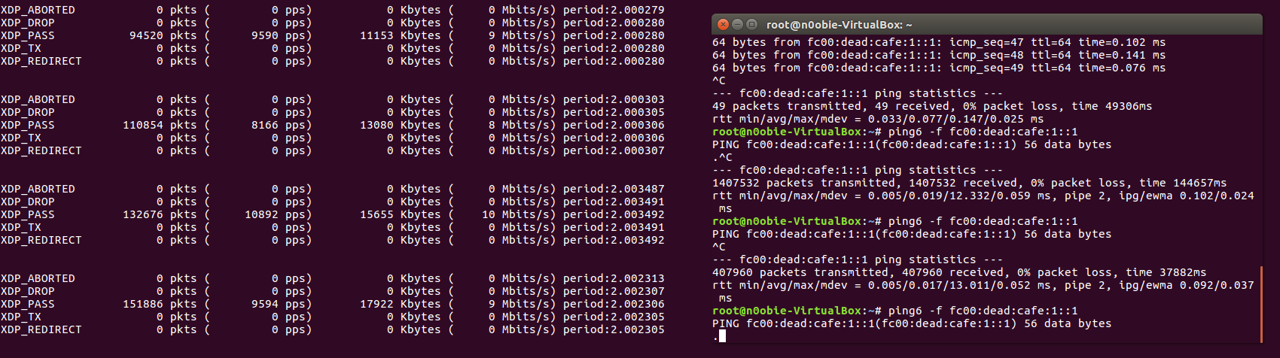 XDP_ABORTED 0 pkts ( 0 pps) 0 Kbytes ( 0 Mbits/s) period:2.000279
XDP_DROP 0 pkts ( 0 pps) 0 Kbytes ( 0 Mbits/s) period:2.000280
XDP_PASS 94520 pkts ( 9590 pps) 11153 Kbytes ( 9 Mbits/s) period:2.000280
XDP_TX 0 pkts ( 0 pps) 0 Kbytes ( 0 Mbits/s) period:2.000280
XDP_REDIRECT 0 pkts ( 0 pps) 0 Kbytes ( 0 Mbits/s) period:2.000280
XDP_ABORTED 0 pkts ( 0 pps) 0 Kbytes ( 0 Mbits/s) period:2.000303
XDP_DROP 0 pkts ( 0 pps) 0 Kbytes ( 0 Mbits/s) period:2.000305
XDP_PASS 110854 pkts ( 8166 pps) 13080 Kbytes ( 8 Mbits/s) period:2.000306
XDP_TX 0 pkts ( 0 pps) 0 Kbytes ( 0 Mbits/s) period:2.000306
XDP_REDIRECT 0 pkts ( 0 pps) 0 Kbytes ( 0 Mbits/s) period:2.000307
XDP_ABORTED 0 pkts ( 0 pps) 0 Kbytes ( 0 Mbits/s) period:2.003487
XDP_DROP 0 pkts ( 0 pps) 0 Kbytes ( 0 Mbits/s) period:2.003491
XDP_PASS 132676 pkts ( 10892 pps) 15655 Kbytes ( 10 Mbits/s) period:2.003492
XDP_TX 0 pkts ( 0 pps) 0 Kbytes ( 0 Mbits/s) period:2.003491
XDP_REDIRECT 0 pkts ( 0 pps) 0 Kbytes ( 0 Mbits/s) period:2.003492
XDP_ABORTED 0 pkts ( 0 pps) 0 Kbytes ( 0 Mbits/s) period:2.002313
XDP_DROP 0 pkts ( 0 pps) 0 Kbytes ( 0 Mbits/s) period:2.002307
XDP_PASS 151886 pkts ( 9594 pps) 17922 Kbytes ( 9 Mbits/s) period:2.002306
XDP_TX 0 pkts ( 0 pps) 0 Kbytes ( 0 Mbits/s) period:2.002305
XDP_REDIRECT 0 pkts ( 0 pps) 0 Kbytes ( 0 Mbits/s) period:2.002305
root@n0obie-VirtualBox: ~
64 bytes from fc00:dead:cafe:1::1: icmp_seq=47 ttl=64 time=0.102 ms
64 bytes from fc00:dead:cafe:1::1: icmp_seq=48 ttl=64 time=0.141 ms
64 bytes from fc00:dead:cafe:1::1: icmp_seq=49 ttl=64 time=0.076 ms
^C
--- fc00:dead:cafe:1::1 ping statistics ---
49 packets transmitted, 49 received, 0% packet loss, time 49306ms
rtt min/avg/max/mdev = 0.033/0.077/0.147/0.025 ms
root@n0obie-VirtualBox:~# ping6 -f fc00:dead:cafe:1::1
PING fc00:dead:cafe:1::1(fc00:dead:cafe:1::1) 56 data bytes
.^C
--- fc00:dead:cafe:1::1 ping statistics ---
1407532 packets transmitted, 1407532 received, 0% packet loss, time 144657ms
rtt min/avg/max/mdev = 0.005/0.019/12.332/0.059 ms, pipe 2, ipg/ewma 0.102/0.024
ms
root@n0obie-VirtualBox:~# ping6 -f fc00:dead:cafe:1::1
PING fc00:dead:cafe:1::1(fc00:dead:cafe:1::1) 56 data bytes
^C
--- fc00:dead:cafe:1::1 ping statistics ---
407960 packets transmitted, 407960 received, 0% packet loss, time 37882ms
rtt min/avg/max/mdev = 0.005/0.017/13.011/0.052 ms, pipe 2, ipg/ewma 0.092/0.037
ms
root@n0obie-VirtualBox:~# ping6 -f fc00:dead:cafe:1::1
PING fc00:dead:cafe:1::1(fc00:dead:cafe:1::1) 56 data bytes
.